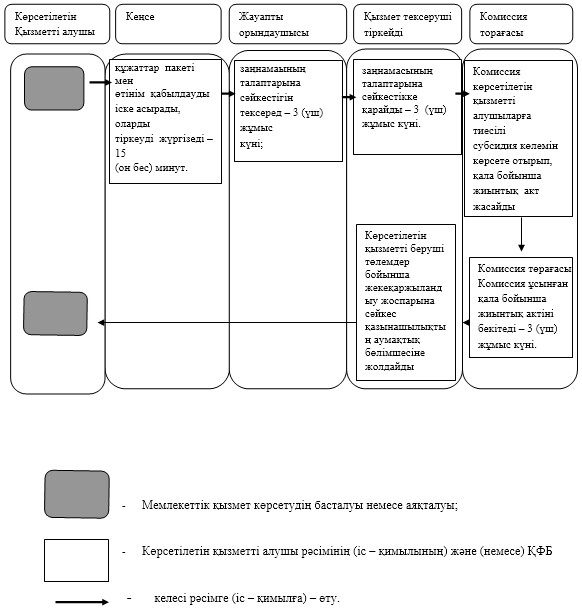 Көрсетілетін
Қызметті алушы
Кеңсе
Жауапты
орындаушысы
Қызмет тексеруші
тіркейді
Комиссия
торағасы
құжаттар пакеті
мен
өтінім қабылдауды
іске асырады,
оларды
тіркеуді жүргізеді –
15
(он бес) минут.
заңнамаының
талаптарына
сәйкестігін
тексеред – 3 (үш)
жұмыс
күні;
заңнамасының
талаптарына
сәйкестікке
қарайды – 3 (үш)
жұмыс күні.
Комиссия
көрсетілетін
қызметті
алушыларға
тиесілі
субсидия көлемін
көрсете отырып,
қала бойынша
жиынтық акт
жасайды
Көрсетілетін
қызметті беруші
төлемдер
бойынша
жекеқаржыланд
ыу жоспарына
сәйкес
қазынашылықты
ң аумақтық
бөлімшесіне
жолдайды
Комиссия төрағасы
Комиссия ұсынған
қала бойынша
жиынтық актіні
бекітеді – 3 (үш)
жұмыс күні.
- Мемлекеттік қызмет көрсетудің басталуы немесе аяқталуы;
- Көрсетілетін қызметті алушы рәсімінің (іс – қимылының) және (немесе) ҚФБ
- келесі рәсімге (іс – қимылға) – өту.